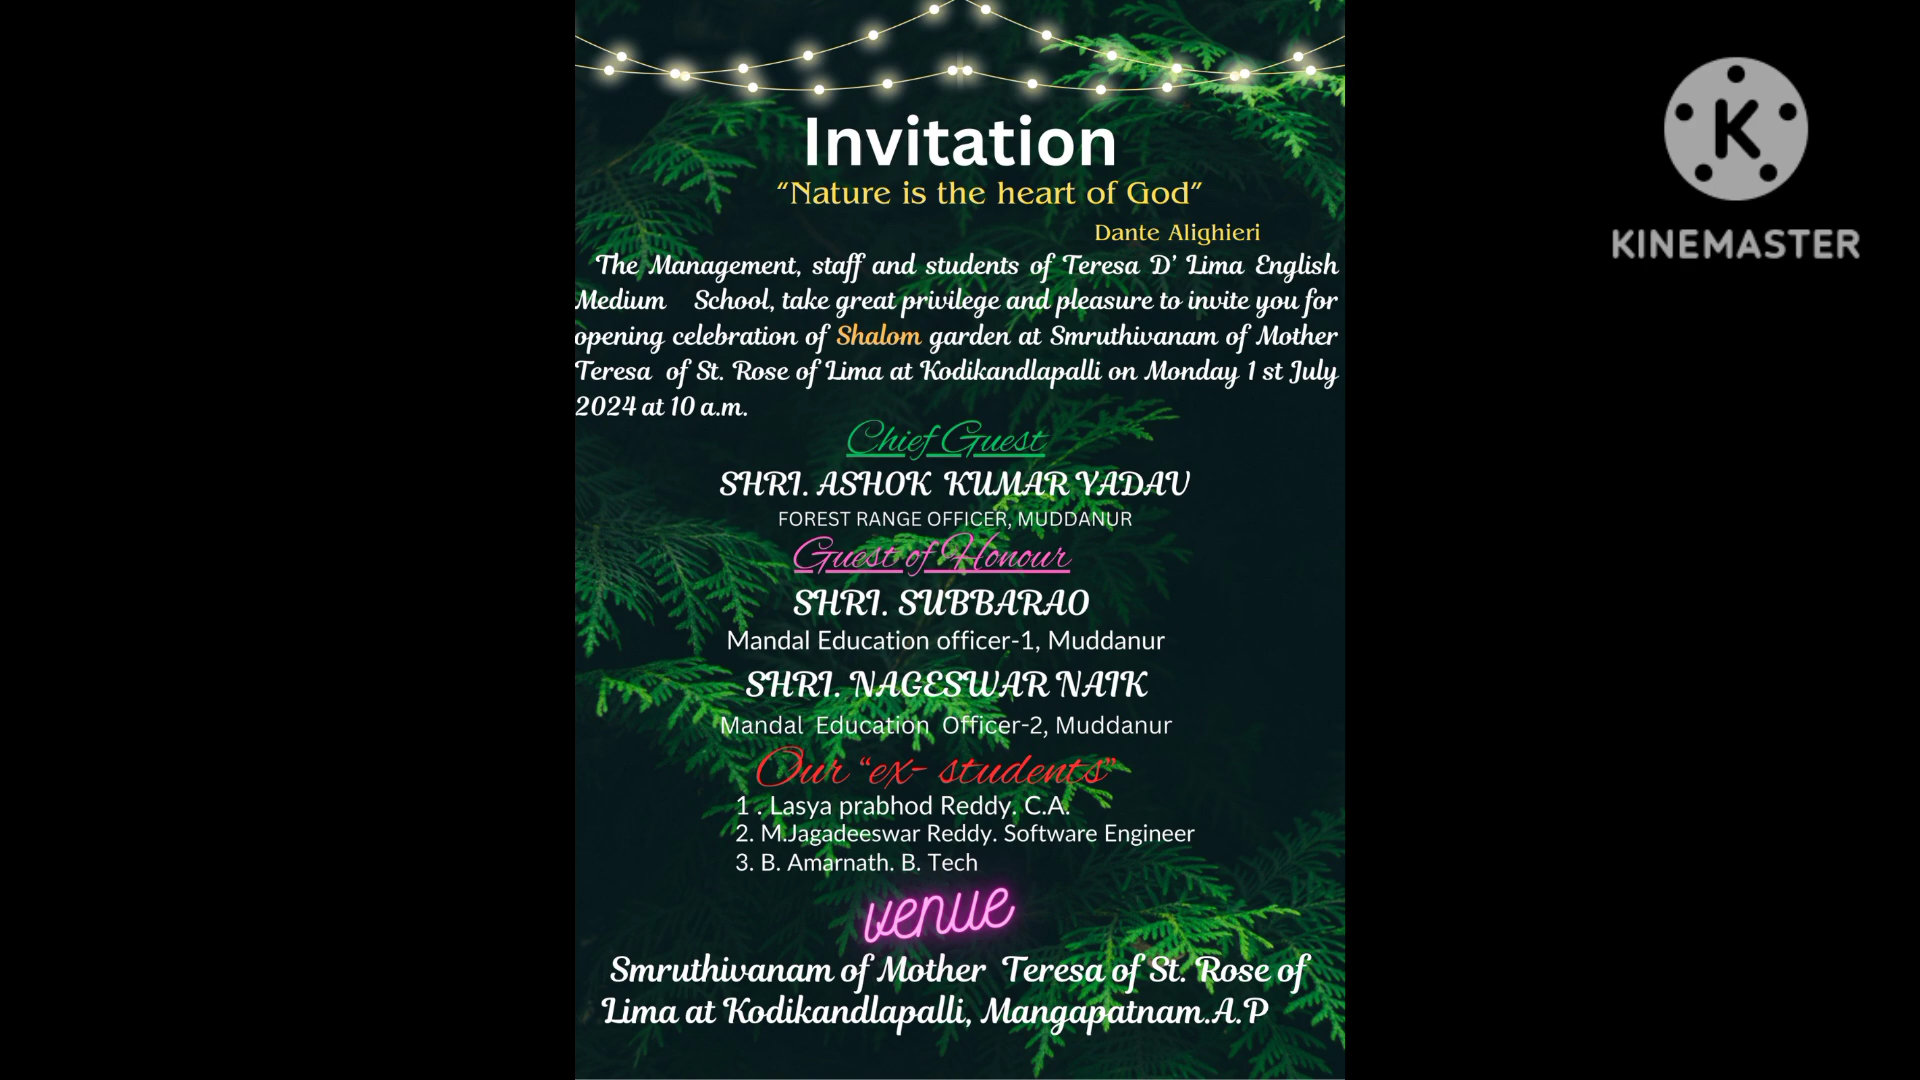 Invitation
“Nature is the heart of God”
Dante Alighieri
The Management, staff and students of Teresa D’ Lima English
Medium School, take great privilege and pleasure to invite you for
opening celebration of Shalom garden at Smruthivanam of Mother
Teresa of St. Rose of Lima at Kodikandlapalli on Monday 1 st July
2024 at 10 a.m.
Chief Guest
SHRI. ASHOK KUMAR YADAV
FOREST RANGE OFFICER, MUDDANUR
Guest of Honour
SHRI. SUBBARAO
Mandal Education officer-1, Muddanur
SHRI. NAGESWAR NAIK
Mandal Education Officer-2, Muddanur
Our “ex- students”
1 . Lasya prabhod Reddy. C.A.
2. M.Jagadeeswar Reddy. Software Engineer
3. B. Amarnath. B. Tech
venue
Smruthivanam of Mother Teresa of St. Rose of
Lima at Kodikandlapalli, Mangapatnam.A.P
K
KINEMASTER